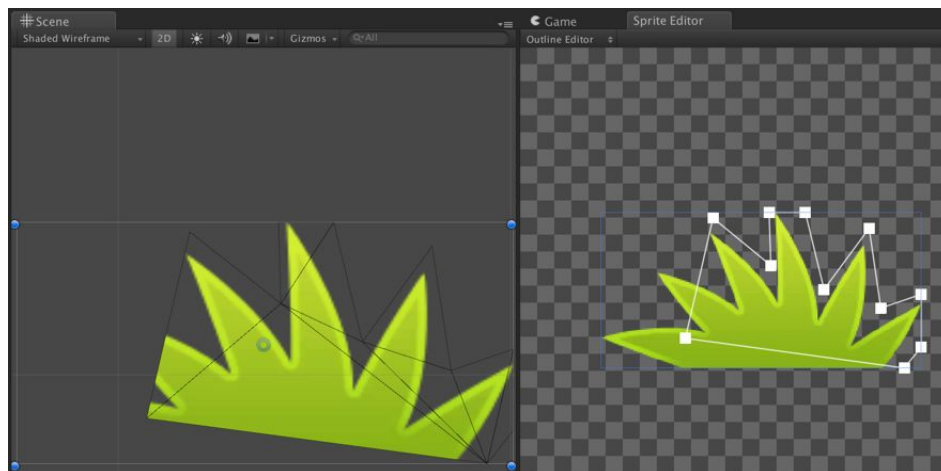 Scene
Game
Sprite Editor
Shaded Wireframe
2D
Gizmos
All
Outline Editor